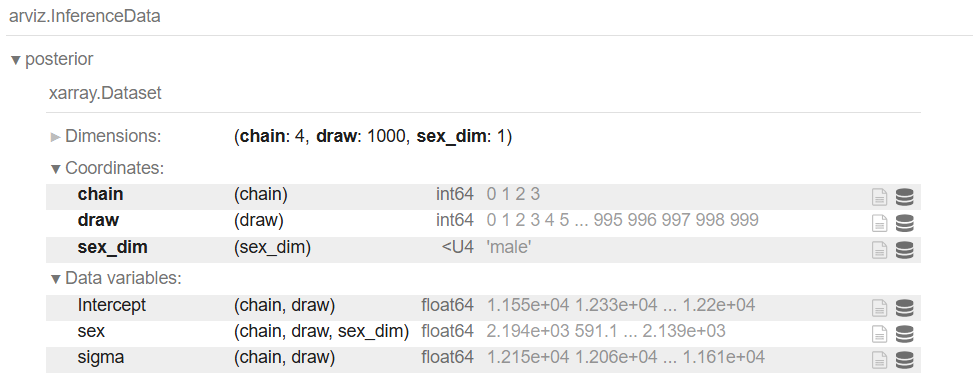 arviz.InferenceData
▼ posterior
xarray.Dataset
► Dimensions: (chain: 4, draw: 1000, sex_dim: 1)
▼ Coordinates:
chain (chain) int64 0 1 2 3
draw (draw) int64 0 1 2 3 4 5 ... 995 996 997 998 999
sex_dim (sex_dim) <U4 'male'
▼ Data variables:
Intercept (chain, draw) float64 1.155e+04 1.233e+04 ... 1.22e+04
sex (chain, draw, sex_dim) float64 2.194e+03 591.1 ... 2.139e+03
sigma (chain, draw) float64 1.215e+04 1.206e+04 ... 1.161e+04